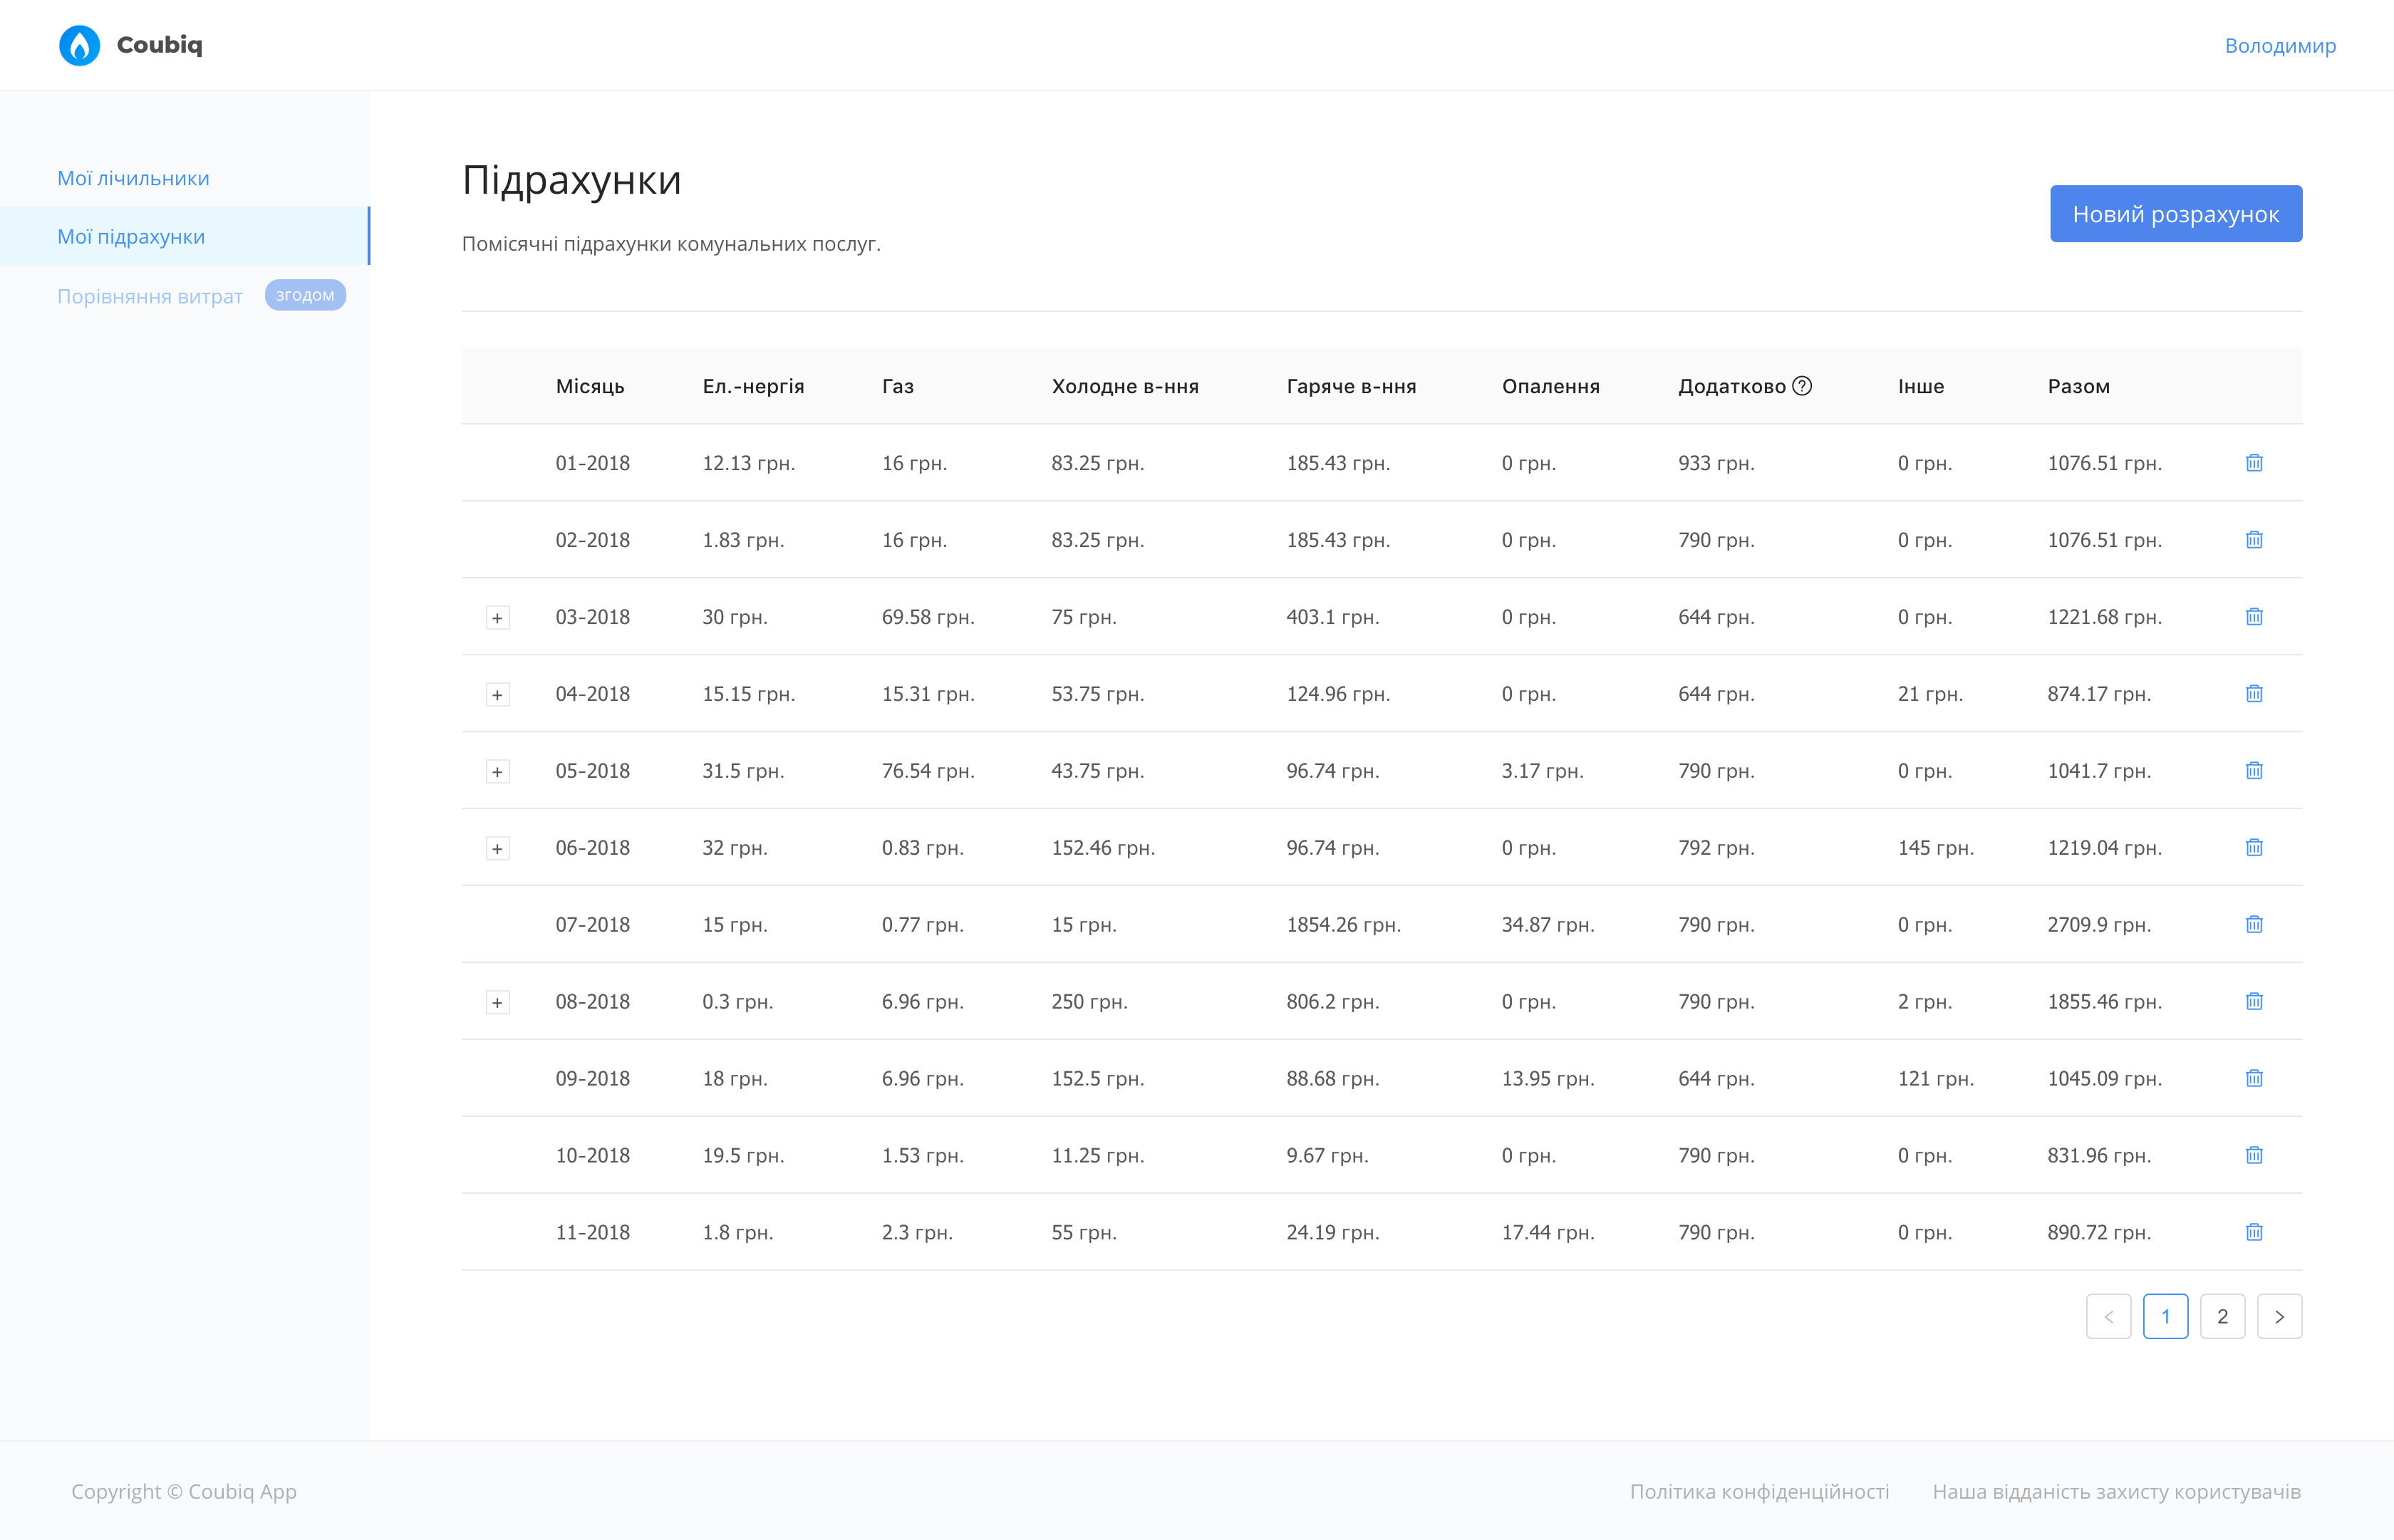 Coubiq
Володимир
Мої лічильники
Мої підрахунки
Порівняння витрат згодом
Підрахунки
Помісячні підрахунки комунальних послуг.
Новий розрахунок
Місяць Ел.-нергія Газ Холодне в-ння Гаряче в-ння Опалення Додатково ? Інше Разом
01-2018 12.13 грн. 16 грн. 83.25 грн. 185.43 грн. 0 грн. 933 грн. 0 грн. 1076.51 грн.
02-2018 1.83 грн. 16 грн. 83.25 грн. 185.43 грн. 0 грн. 790 грн. 0 грн. 1076.51 грн.
+ 03-2018 30 грн. 69.58 грн. 75 грн. 403.1 грн. 0 грн. 644 грн. 0 грн. 1221.68 грн.
+ 04-2018 15.15 грн. 15.31 грн. 53.75 грн. 124.96 грн. 0 грн. 644 грн. 21 грн. 874.17 грн.
+ 05-2018 31.5 грн. 76.54 грн. 43.75 грн. 96.74 грн. 3.17 грн. 790 грн. 0 грн. 1041.7 грн.
+ 06-2018 32 грн. 0.83 грн. 152.46 грн. 96.74 грн. 0 грн. 792 грн. 145 грн. 1219.04 грн.
07-2018 15 грн. 0.77 грн. 15 грн. 1854.26 грн. 34.87 грн. 790 грн. 0 грн. 2709.9 грн.
+ 08-2018 0.3 грн. 6.96 грн. 250 грн. 806.2 грн. 0 грн. 790 грн. 2 грн. 1855.46 грн.
09-2018 18 грн. 6.96 грн. 152.5 грн. 88.68 грн. 13.95 грн. 644 грн. 121 грн. 1045.09 грн.
10-2018 19.5 грн. 1.53 грн. 11.25 грн. 9.67 грн. 0 грн. 790 грн. 0 грн. 831.96 грн.
11-2018 1.8 грн. 2.3 грн. 55 грн. 24.19 грн. 17.44 грн. 790 грн. 0 грн. 890.72 грн.
< 1 2 >
Copyright © Coubiq App
Політика конфіденційності Наша відданість захисту користувачів